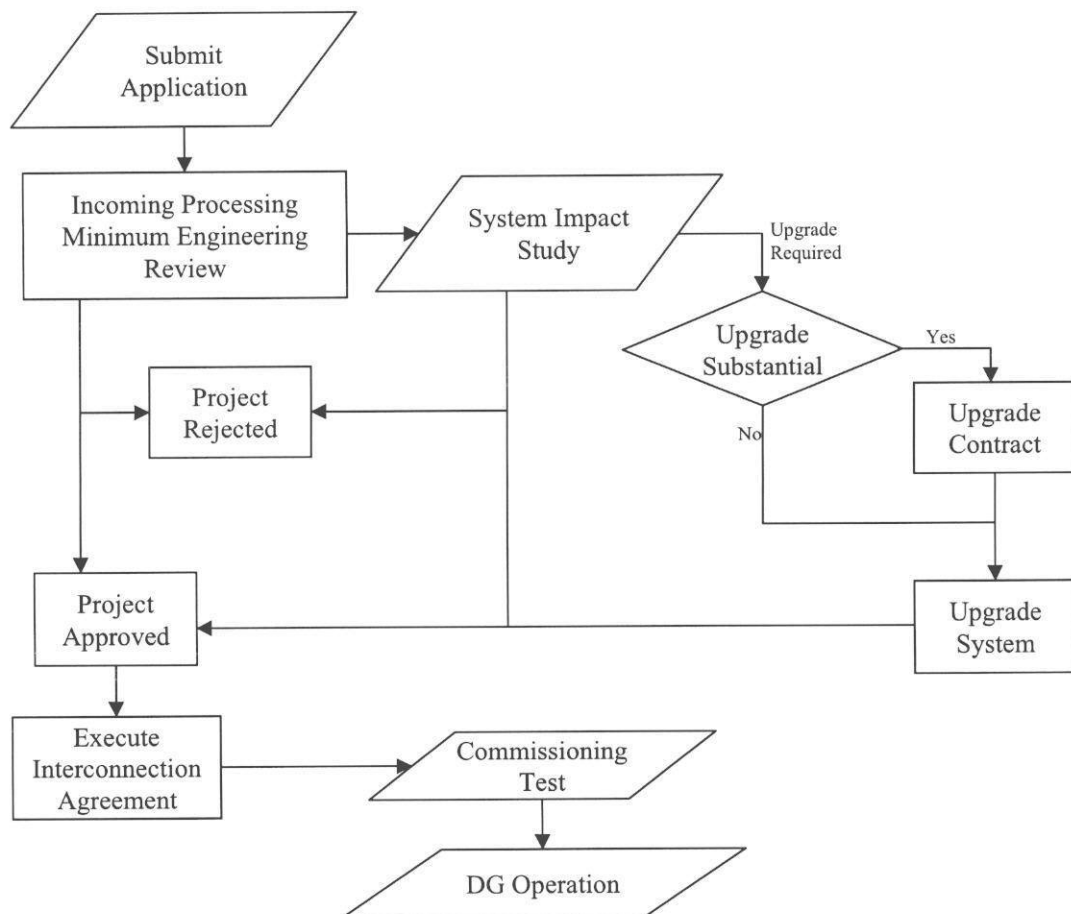 Submit
Application
Incoming Processing
Minimum Engineering
Review
System Impact
Study
Upgrade
Required
Upgrade
Substantial
Yes
No
Upgrade
Contract
Project
Rejected
Project
Approved
Upgrade
System
Execute
Interconnection
Agreement
Commissioning
Test
DG Operation